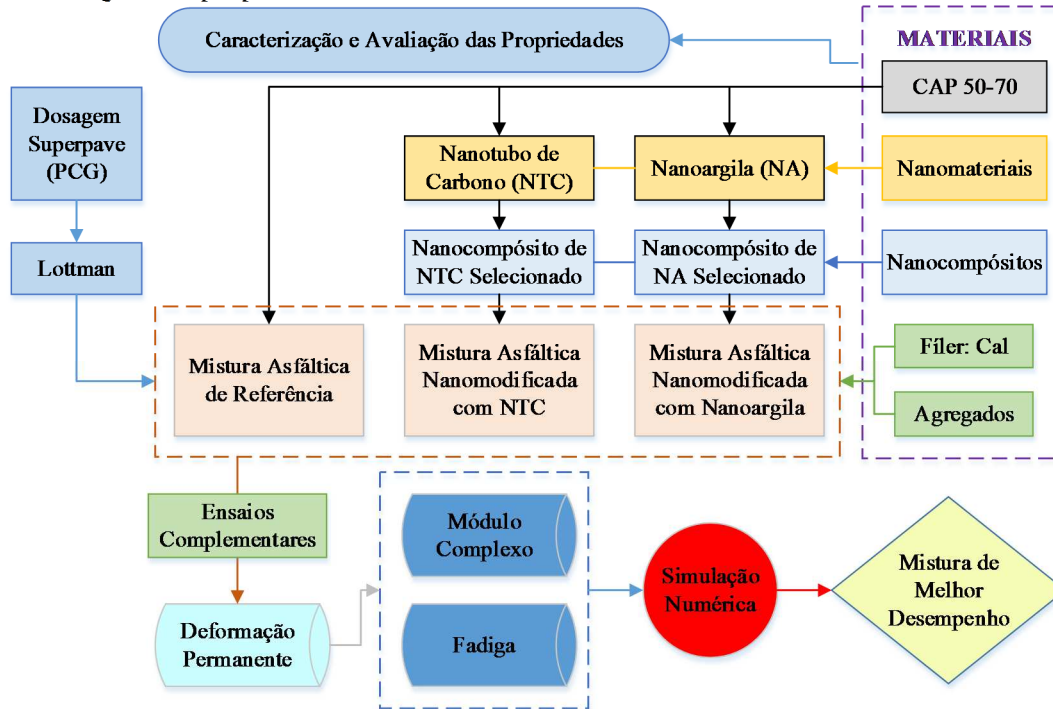 Caracterização e Avaliação das Propriedades
MATERIAIS
CAP 50-70
Dosagem
Superpave
(PCG)
Nanotubo de
Carbono (NTC)
Nanoargila (NA)
Nanomateriais
Lottman
Nanocompósito de
NTC Selecionado
Nanocompósito de
NA Selecionado
Nanocompósitos
Mistura Asfáltica
de Referência
Mistura Asfáltica
Nanomodificada
com NTC
Mistura Asfáltica
Nanomodificada
com Nanoargila
Fíler: Cal
Agregados
Ensaios
Complementares
Módulo
Complexo
Simulação
Numérica
Mistura de
Melhor
Desempenho
Deformação
Permanente
Fadiga